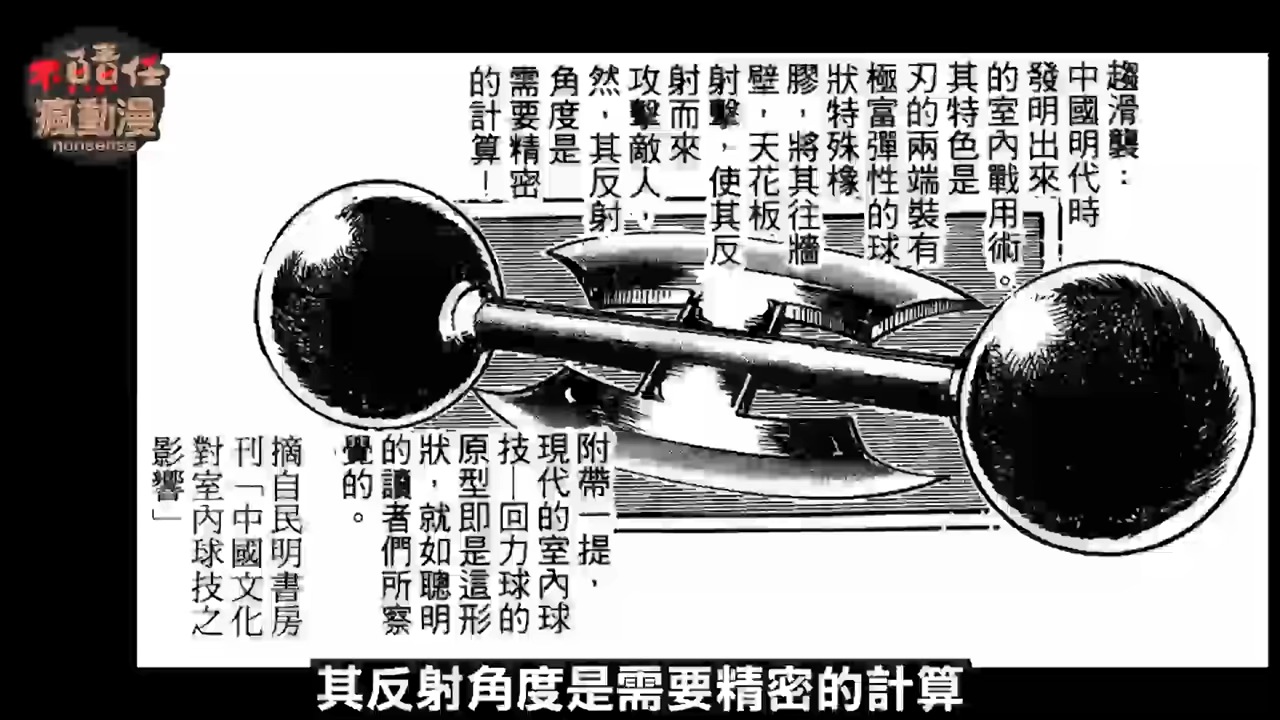 不負責任
瘋動漫
nonsense
趨滑襲：
中國明代時
發明出來
的室內戰用術。
其特色是
刃的兩端裝有
極富彈性的球
狀特殊橡
膠，將其往牆
壁，天花板
射擊，使其反
射而來
攻擊敵人，
然，其反射
角度是
需要精密
的計算！
附帶一提，
現代的室內球
技—回力球的
原型即是這形
狀，就如聰明
的讀者們所察
覺的。
摘自民明書房
刊「中國文化
對室內球技之
影響」
其反射角度是需要精密的計算